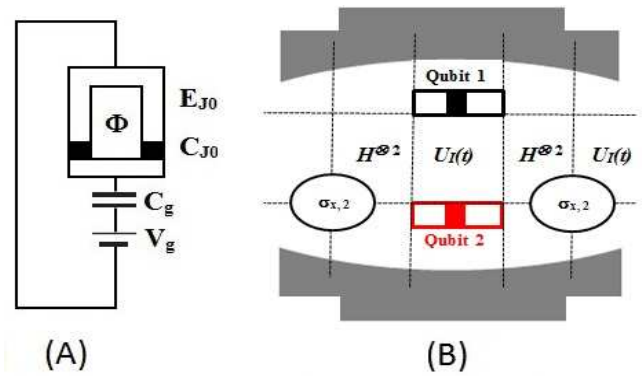 E_J0
Φ
C_J0
C_g
V_g
(A)
Qubit 1
H^⊗2 U_I(t) H^⊗2 U_I(t)
σ_x, 2 σ_x, 2
Qubit 2
(B)